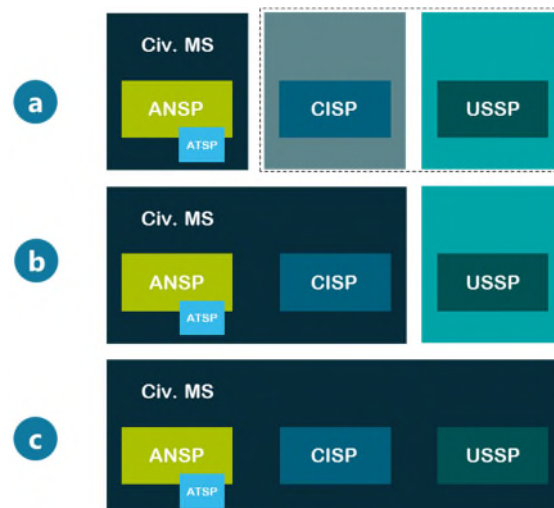 Civ. MS
a
ANSP
CISP
USSP
ATSP
Civ. MS
b
ANSP
CISP
USSP
ATSP
Civ. MS
c
ANSP
CISP
USSP
ATSP